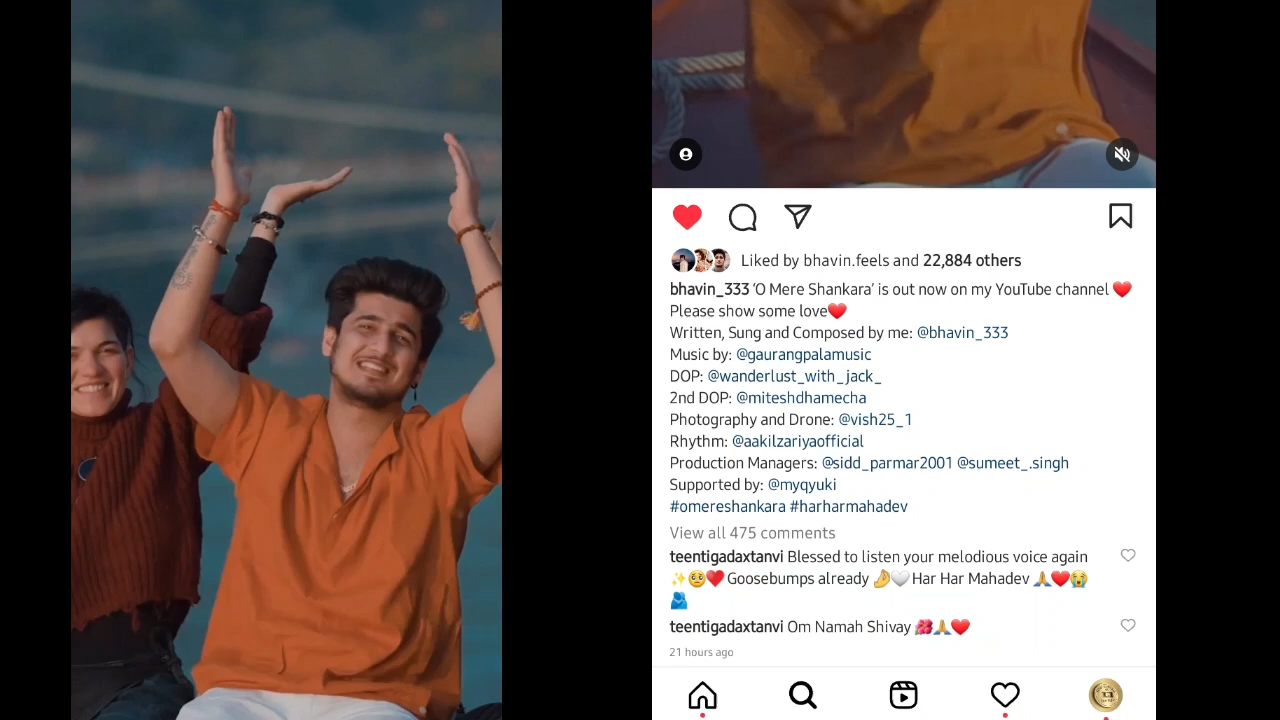 Liked by bhavin.feels and 22,884 others
bhavin_333 ‘O Mere Shankara’ is out now on my YouTube channel ❤️
Please show some love❤️
Written, Sung and Composed by me: @bhavin_333
Music by: @gaurangpalamusic
DOP: @wanderlust_with_jack_
2nd DOP: @miteshdhamecha
Photography and Drone: @vish25_1
Rhythm: @aakilzariyaofficial
Production Managers: @sidd_parmar2001 @sumeet_.singh
Supported by: @myqyuki
#omereshankara #harharmahadev
View all 475 comments
teentigadaxtanvi Blessed to listen your melodious voice again
✨🥺❤️Goosebumps already 🤌🤍Har Har Mahadev 🙏❤️😭
🫂
teentigadaxtanvi Om Namah Shivay 🌺🙏❤️
21 hours ago